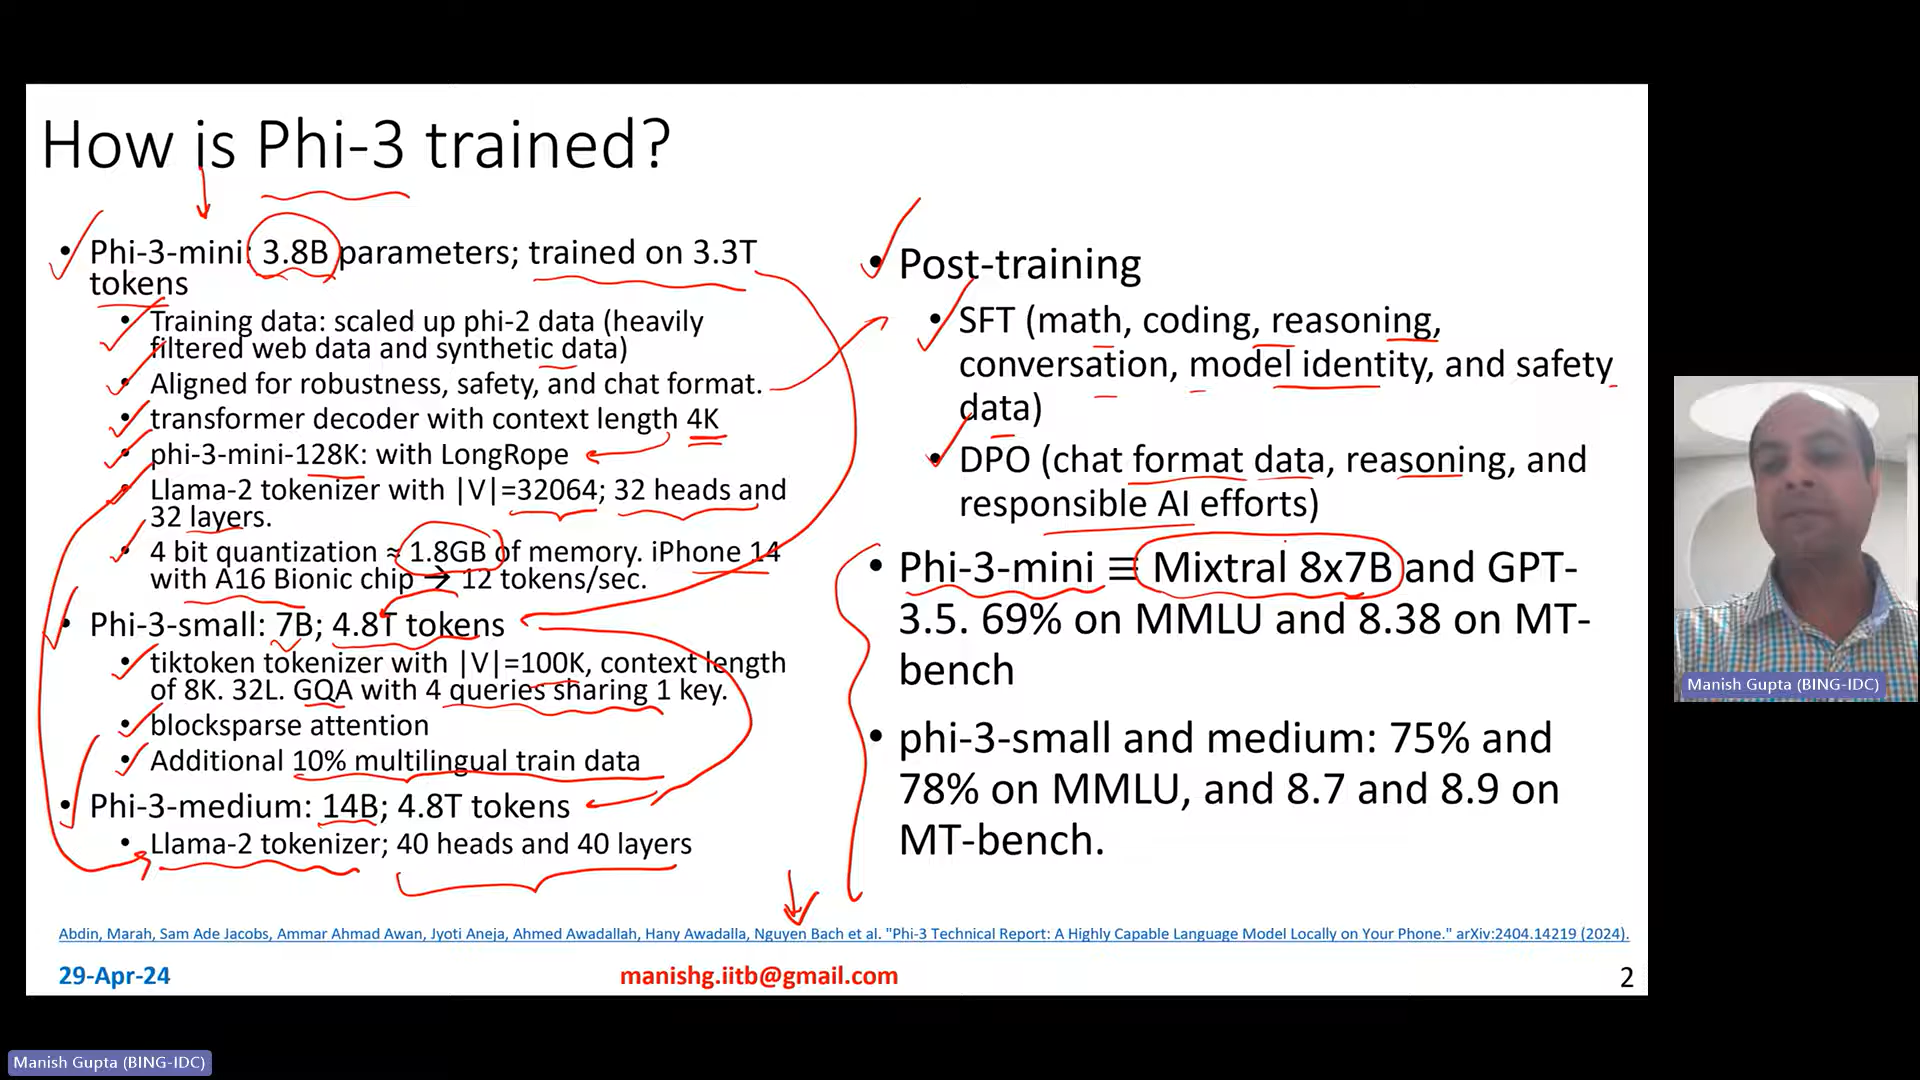 How is Phi-3 trained?
• Phi-3-mini: 3.8B parameters; trained on 3.3T
tokens
• Training data: scaled up phi-2 data (heavily
filtered web data and synthetic data)
• Aligned for robustness, safety, and chat format.
• transformer decoder with context length 4K
• phi-3-mini-128K: with LongRope
• Llama-2 tokenizer with |V|=32064; 32 heads and
32 layers.
• 4 bit quantization ≈ 1.8GB of memory. iPhone 14
with A16 Bionic chip → 12 tokens/sec.
• Phi-3-small: 7B; 4.8T tokens
• tiktoken tokenizer with |V|=100K, context length
of 8K. 32L. GQA with 4 queries sharing 1 key.
• blocksparse attention
• Additional 10% multilingual train data
• Phi-3-medium: 14B; 4.8T tokens
• Llama-2 tokenizer; 40 heads and 40 layers
• Post-training
• SFT (math, coding, reasoning,
conversation, model identity, and safety
data)
• DPO (chat format data, reasoning, and
responsible AI efforts)
• Phi-3-mini ≡ Mixtral 8x7B and GPT-
3.5. 69% on MMLU and 8.38 on MT-
bench
• phi-3-small and medium: 75% and
78% on MMLU, and 8.7 and 8.9 on
MT-bench.
Abdin, Marah, Sam Ade Jacobs, Ammar Ahmad Awan, Jyoti Aneja, Ahmed Awadallah, Hany Awadalla, Nguyen Bach et al. "Phi-3 Technical Report: A Highly Capable Language Model Locally on Your Phone." arXiv:2404.14219 (2024).
29-Apr-24
manishg.iitb@gmail.com
2
Manish Gupta (BING-IDC)
Manish Gupta (BING-IDC)